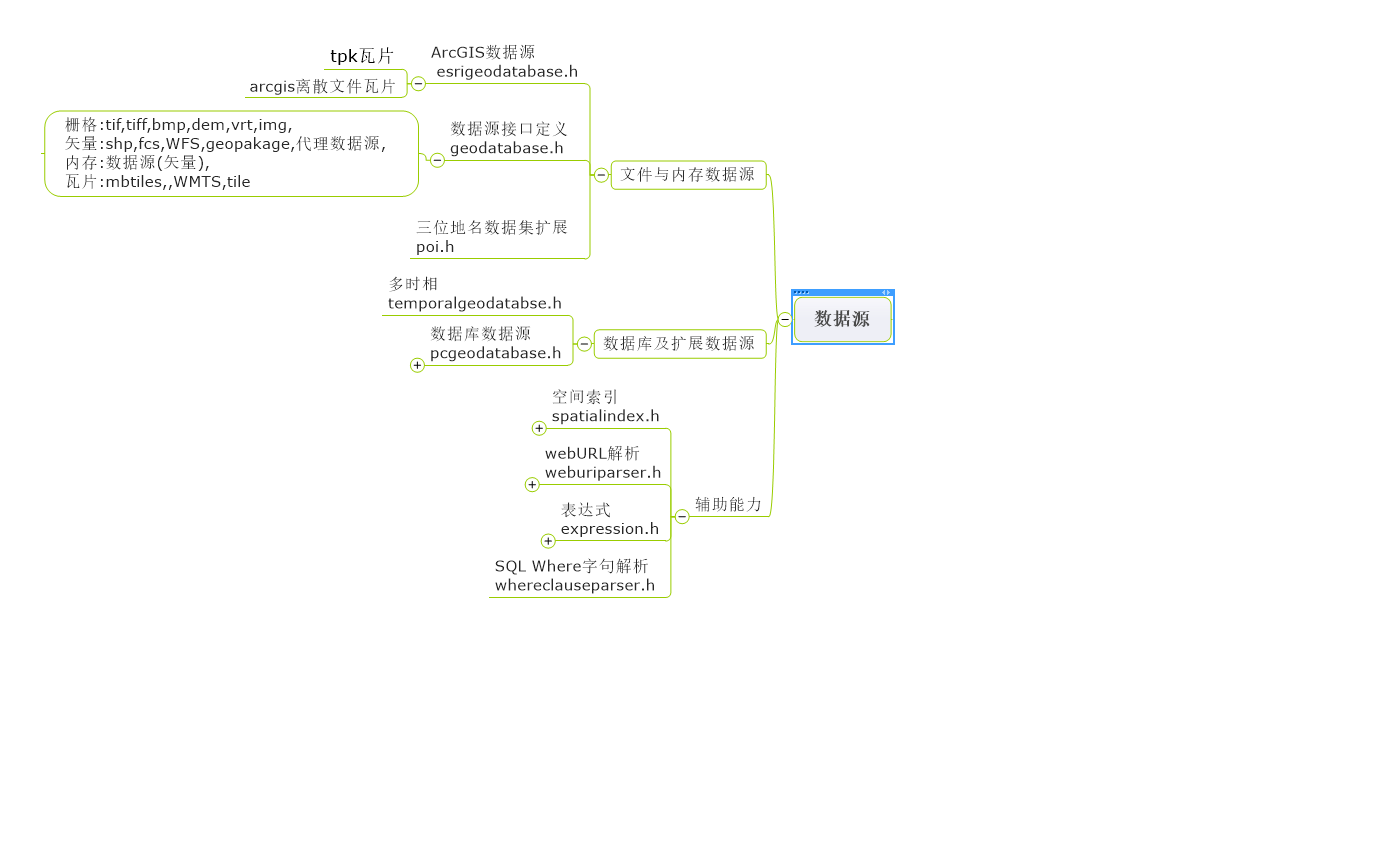 tpk瓦片
arcgis离散文件瓦片
ArcGIS数据源
esrigeodatabase.h
栅格:tif,tiff,bmp,dem,vrt,img,
矢量:shp,fcs,WFS,geopakage,代理数据源,
内存:数据源(矢量),
瓦片:mbtiles,,WMTS,tile
数据源接口定义
geodatabase.h
三位地名数据集扩展
poi.h
文件与内存数据源
多时相
temporalgeodatabse.h
数据库数据源
pcgeodatabase.h
数据库及扩展数据源
数据源
空间索引
spatialindex.h
webURL解析
weburiparser.h
表达式
expression.h
SQL Where字句解析
whereclauseparser.h
辅助能力